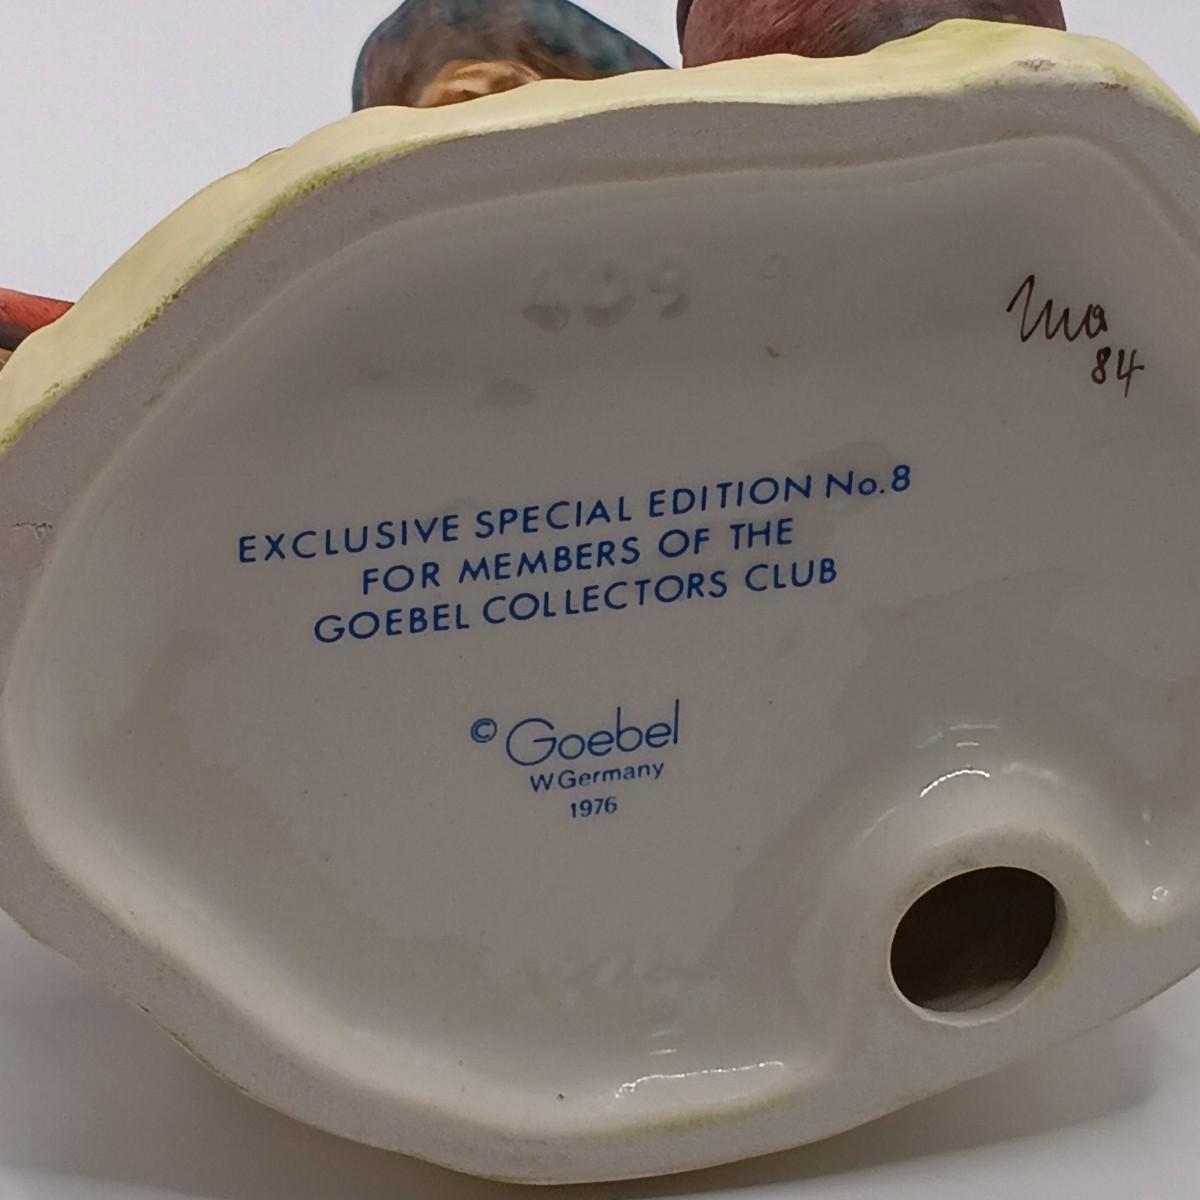 Ma
84
EXCLUSIVE SPECIAL EDITION No.8
FOR MEMBERS OF THE
GOEBEL COLLECTORS CLUB
© Goebel
W.Germany
1976